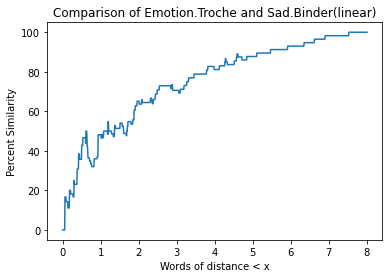 Comparison of Emotion.Troche and Sad.Binder(linear)
100
80
60
40
20
0
Percent Similarity
0 1 2 3 4 5 6 7 8
Words of distance < x